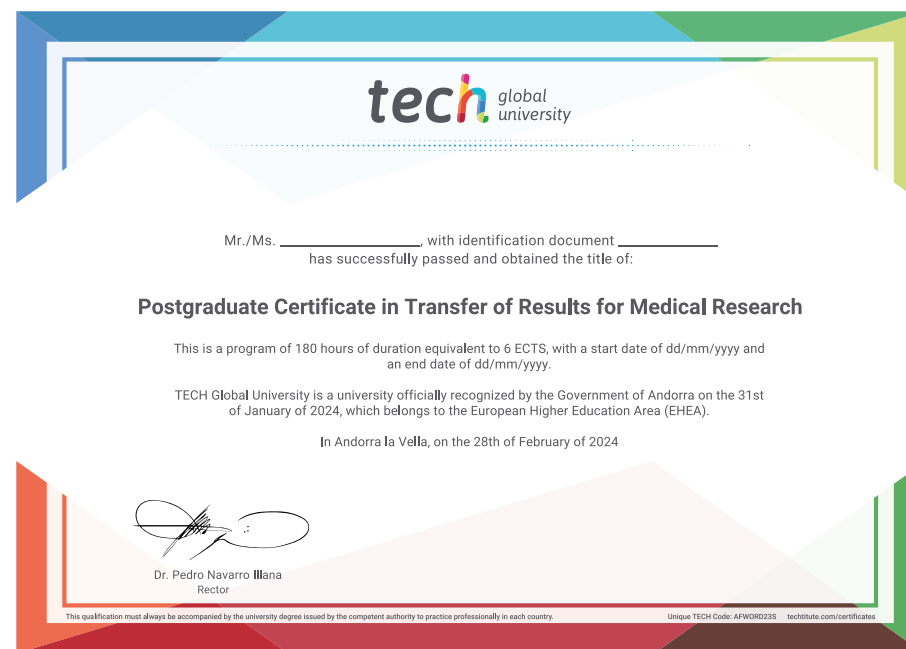 tech global university
Mr./Ms. ____________________, with identification document ______________
has successfully passed and obtained the title of:
Postgraduate Certificate in Transfer of Results for Medical Research
This is a program of 180 hours of duration equivalent to 6 ECTS, with a start date of dd/mm/yyyy and
an end date of dd/mm/yyyy.
TECH Global University is a university officially recognized by the Government of Andorra on the 31st
of January of 2024, which belongs to the European Higher Education Area (EHEA).
In Andorra la Vella, on the 28th of February of 2024
Dr. Pedro Navarro Illana
Rector
This qualification must always be accompanied by the university degree issued by the competent authority to practice professionally in each country.
Unique TECH Code: AFWORD23S techtitute.com/certificates